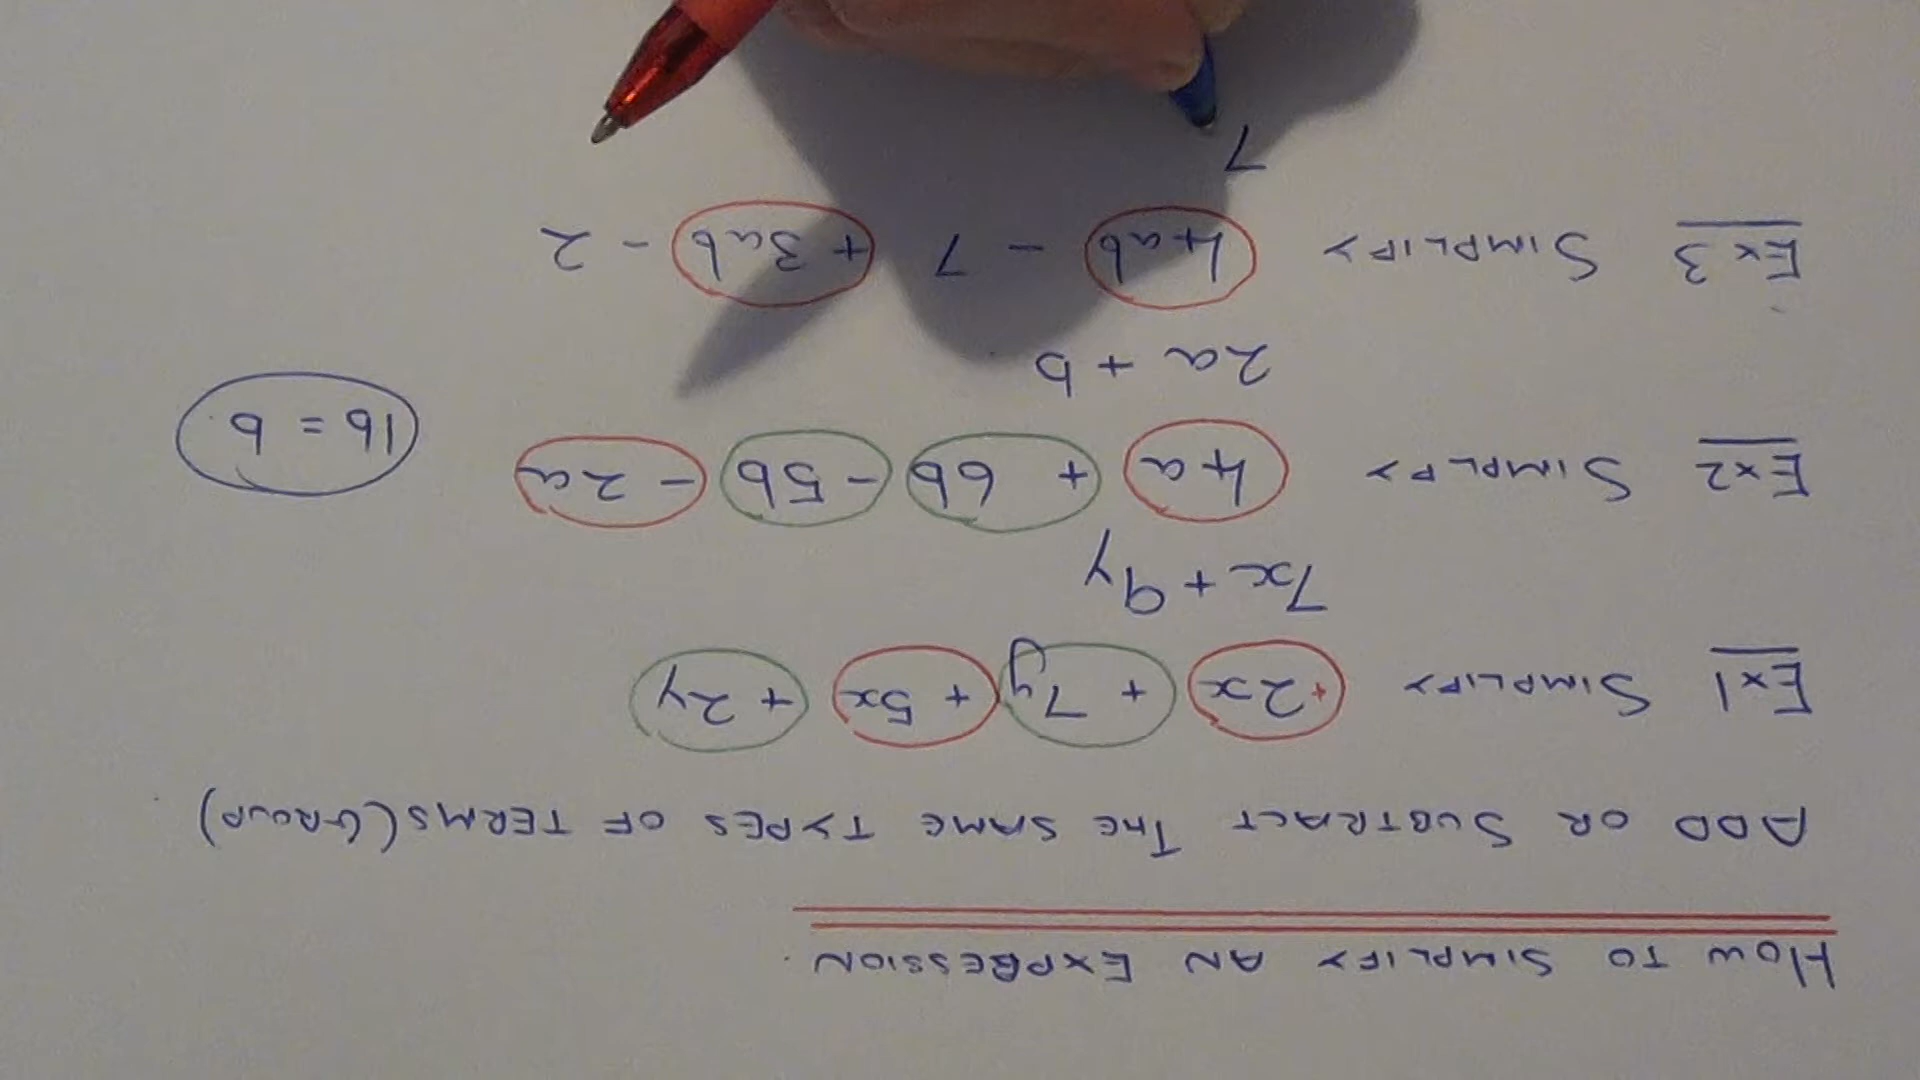 HOW TO SIMPLIFY AN EXPRESSION.
ADD OR SUBTRACT THE SAME TYPES OF TERMS (GROUP)
Ex1 SIMPLIFY +2x + 7y + 5x + 2y
7x + 9y
Ex2 SIMPLFY 4a + 6b - 5b - 2a
1b = b
2a + b
Ex3 SIMPLIFY 4ab - 7 + 3ab - 2
7